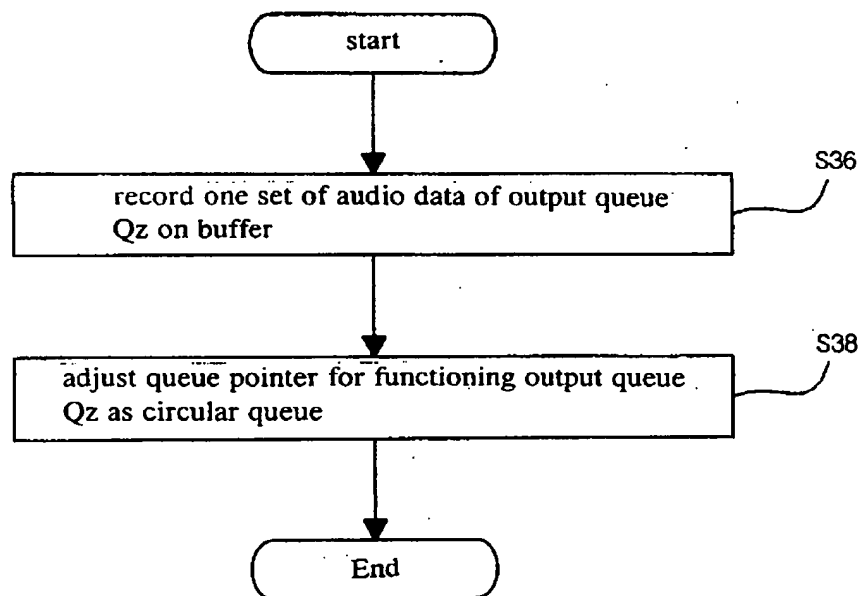 start
S36
record one set of audio data of output queue
Qz on buffer
S38
adjust queue pointer for functioning output queue
Qz as circular queue
End